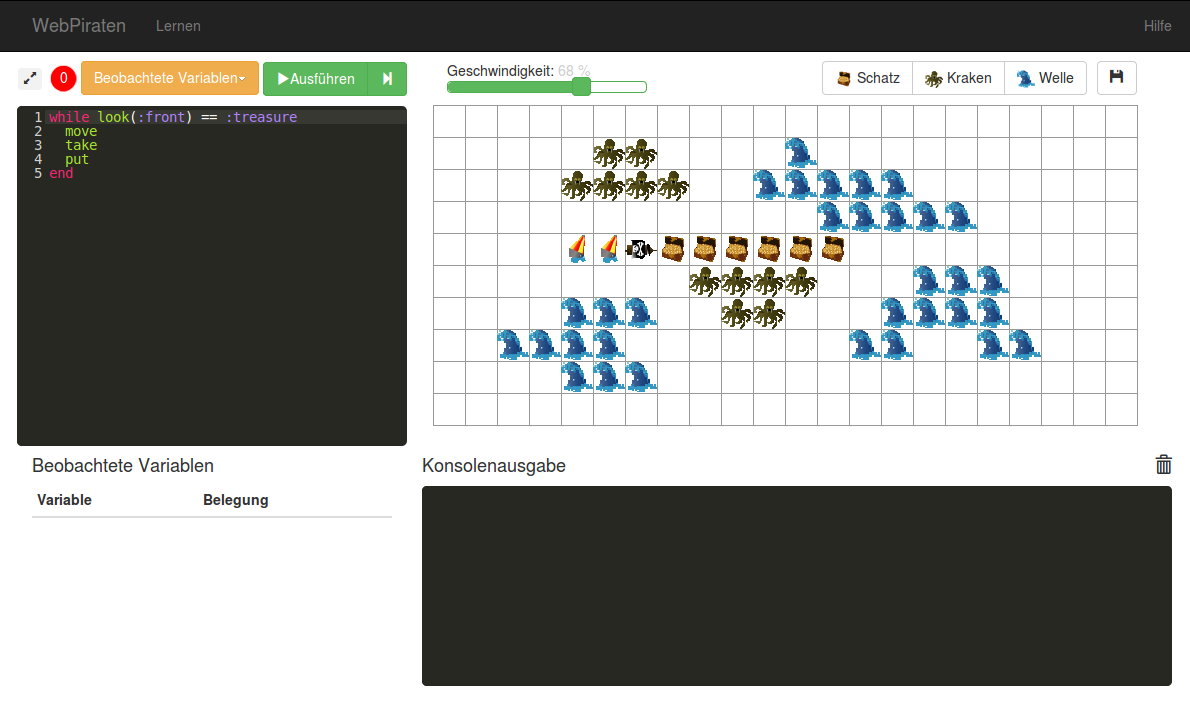 WebPiraten Lernen Hilfe
0 Beobachtete Variablen Ausführen Geschwindigkeit: 68 % Schatz Kraken Welle
1 while look(:front) == :treasure
2 move
3 take
4 put
5 end
Beobachtete Variablen Konsolenausgabe
Variable Belegung